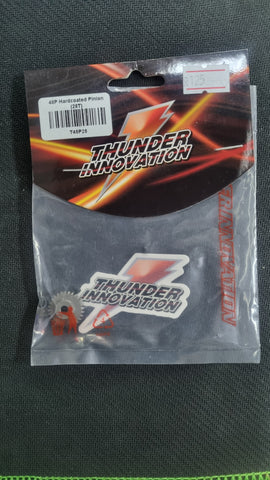 48P Hardcoated Pinion
(25T)
T48P25
THUNDER
INNOVATION
THUNDER
INNOVATION